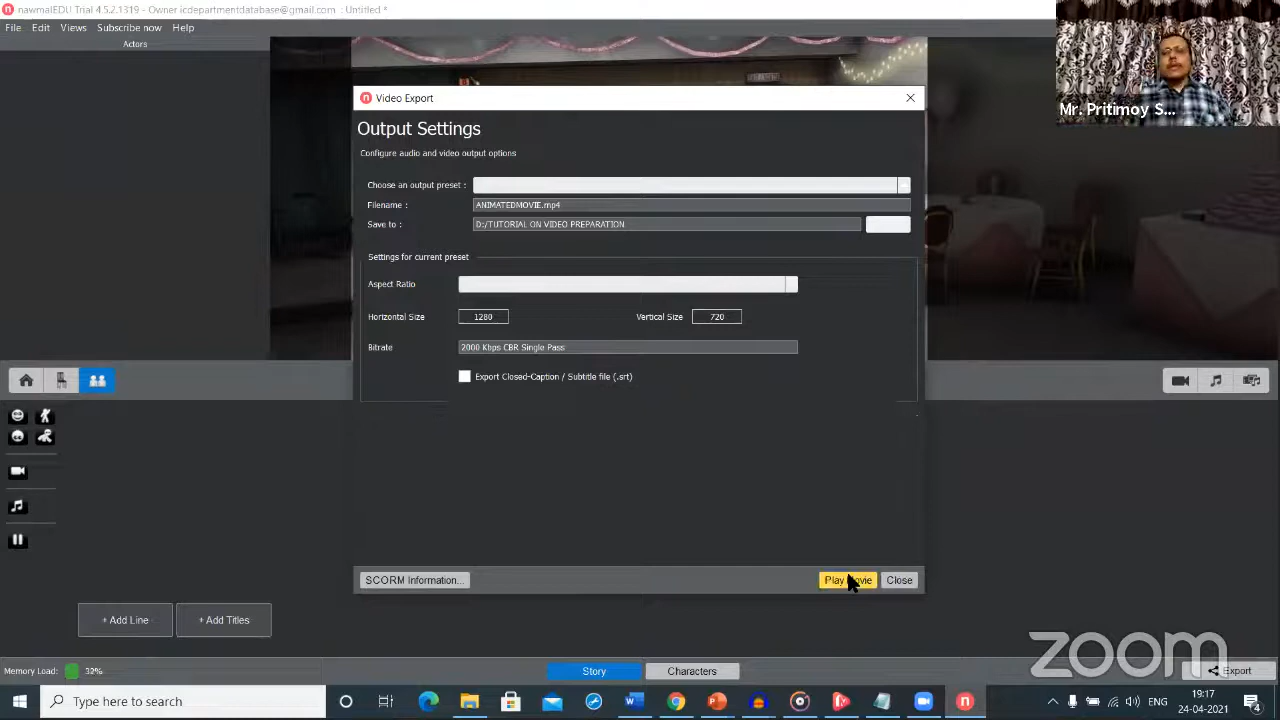 nawmalEDU Trial 4.5.2.1319 - Owner icdepartmentdatabase@gmail.com : Untitled *
File Edit Views Subscribe now Help
Actors
Mr. Pritimoy S...
Video Export
Output Settings
Configure audio and video output options
Choose an output preset :
Filename : ANIMATEDMOVIE.mp4
Save to : D:/TUTORIAL ON VIDEO PREPARATION
Settings for current preset
Aspect Ratio
Horizontal Size 1280 Vertical Size 720
Bitrate 2000 Kbps CBR Single Pass
Export Closed-Caption / Subtitle file (.srt)
SCORM Information... Play Movie Close
+ Add Line + Add Titles
zoom
Memory Load: 32% Story Characters Export
Type here to search
ENG
19:17
24-04-2021
4